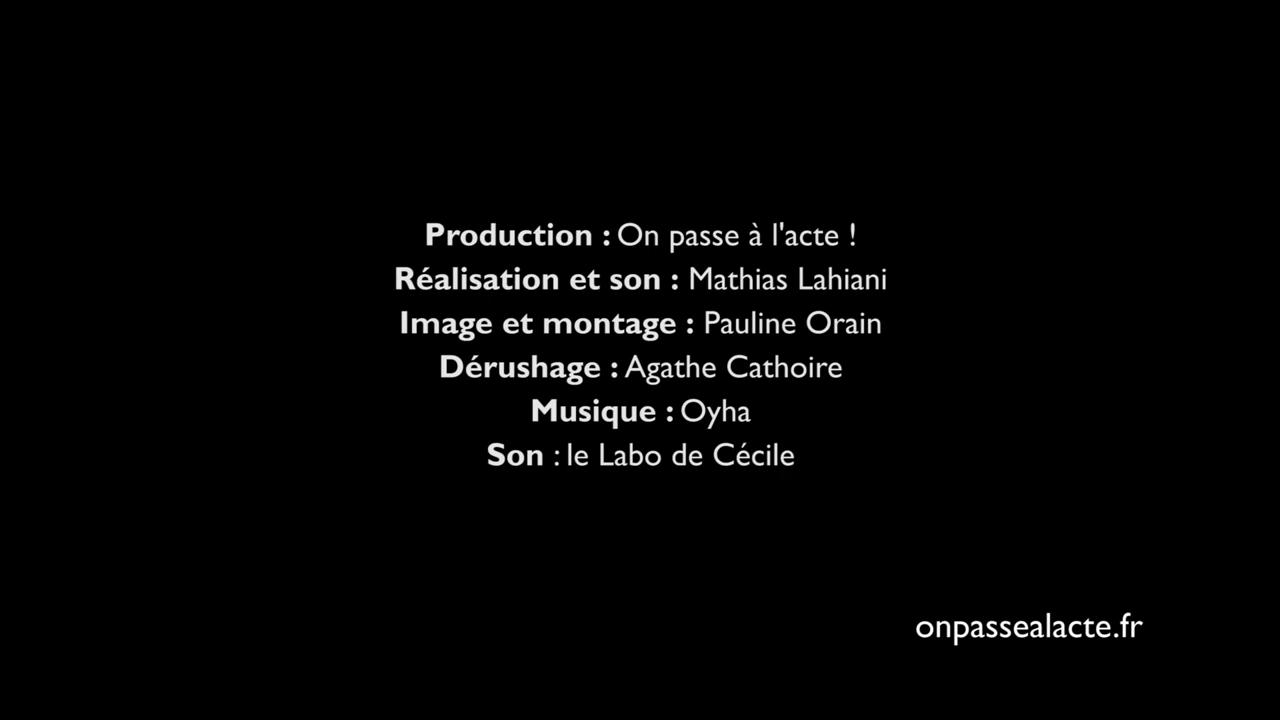 Production : On passe à l'acte !
Réalisation et son : Mathias Lahiani
Image et montage : Pauline Orain
Dérushage : Agathe Cathoire
Musique : Oyha
Son : le Labo de Cécile
onpassealacte.fr